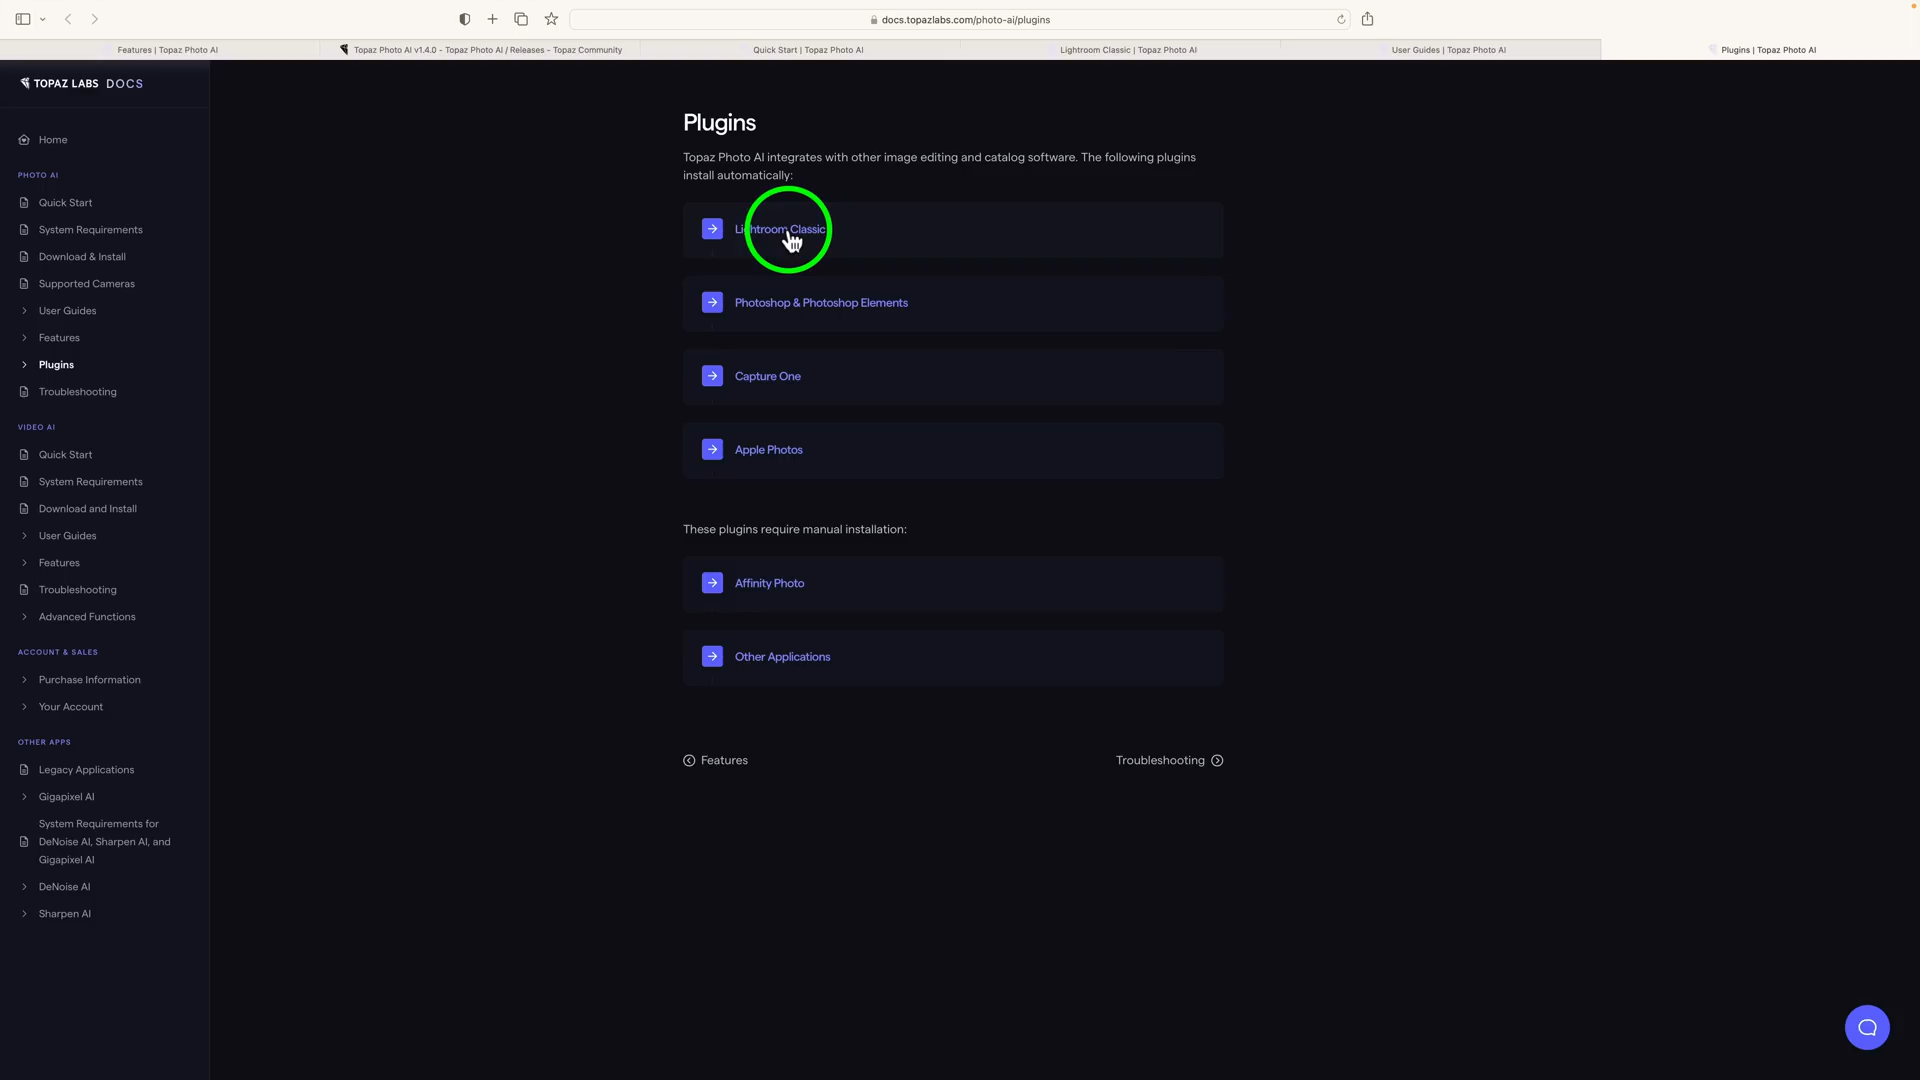 docs.topazlabs.com/photo-ai/plugins
Features | Topaz Photo AI
Topaz Photo AI v1.4.0 - Topaz Photo AI / Releases - Topaz Community
Quick Start | Topaz Photo AI
Lightroom Classic | Topaz Photo AI
User Guides | Topaz Photo AI
Plugins | Topaz Photo AI
TOPAZ LABS DOCS
Home
PHOTO AI
Quick Start
System Requirements
Download & Install
Supported Cameras
User Guides
Features
Plugins
Troubleshooting
VIDEO AI
Quick Start
System Requirements
Download and Install
User Guides
Features
Troubleshooting
Advanced Functions
ACCOUNT & SALES
Purchase Information
Your Account
OTHER APPS
Legacy Applications
Gigapixel AI
System Requirements for
DeNoise AI, Sharpen AI, and
Gigapixel AI
DeNoise AI
Sharpen AI
Plugins
Topaz Photo AI integrates with other image editing and catalog software. The following plugins
install automatically:
Lightroom Classic
Photoshop & Photoshop Elements
Capture One
Apple Photos
These plugins require manual installation:
Affinity Photo
Other Applications
Features
Troubleshooting